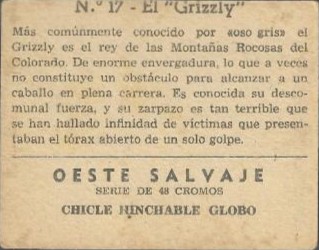 N.º 17 - El "Grizzly"
Más comúnmente conocido por «oso gris» el
Grizzly es el rey de las Montañas Rocosas del
Colorado. De enorme envergadura, lo que a veces
no constituye un obstáculo para alcanzar a un
caballo en plena carrera. Es conocida su desco-
munal fuerza, y su zarpazo es tan terrible que
se han hallado infinidad de víctimas que presen-
taban el tórax abierto de un solo golpe.
OESTE SALVAJE
SERIE DE 48 CROMOS
CHICLE HINCHABLE GLOBO